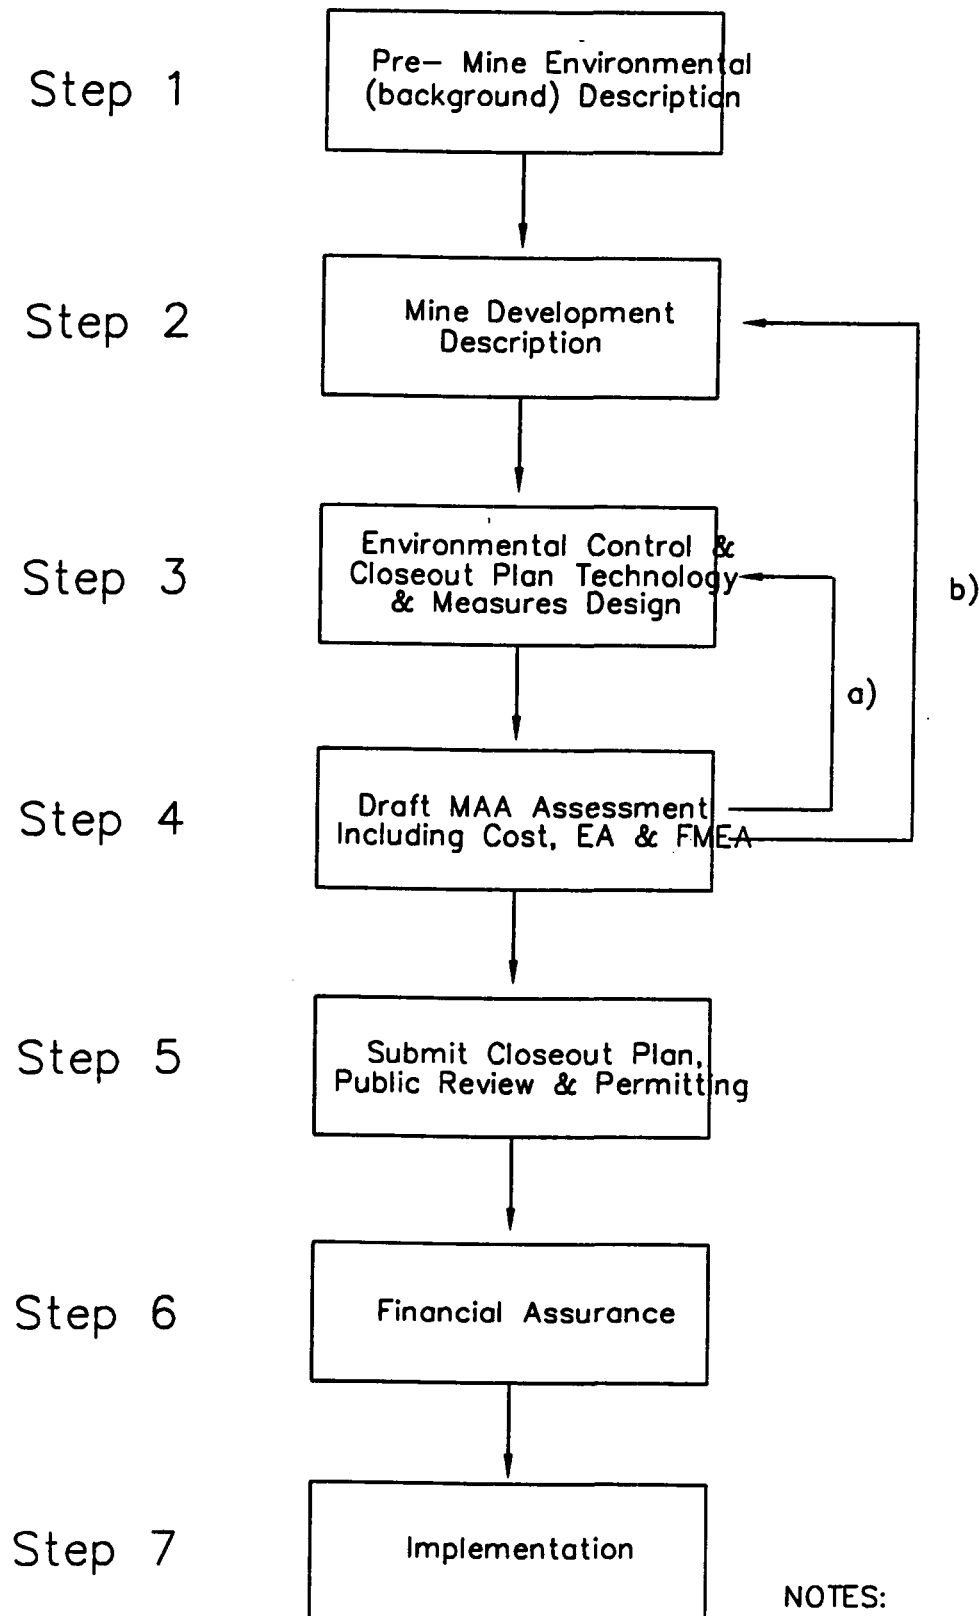 Step 1
Pre- Mine Environmental
(background) Description
Step 2
Mine Development
Description
Step 3
Environmental Control &
Closeout Plan Technology
& Measures Design
b)
a)
Step 4
Draft MAA Assessment
Including Cost, EA & FMEA
Step 5
Submit Closeout Plan,
Public Review & Permitting
Step 6
Financial Assurance
Step 7
Implementation
NOTES: